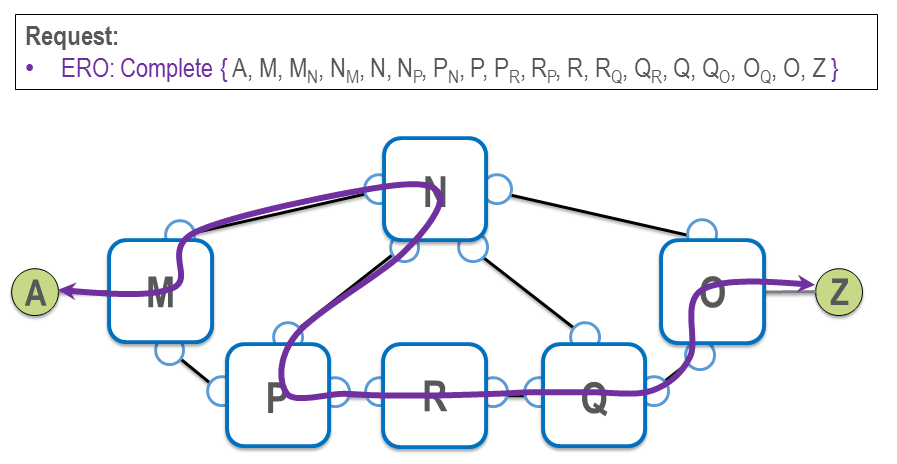 Request:
• ERO: Complete { A, M, M_N, N_M, N, N_P, P_N, P, P_R, R_P, R, R_Q, Q_R, Q, Q_O, O_Q, O, Z }
N
M
O
A
Z
P
R
Q